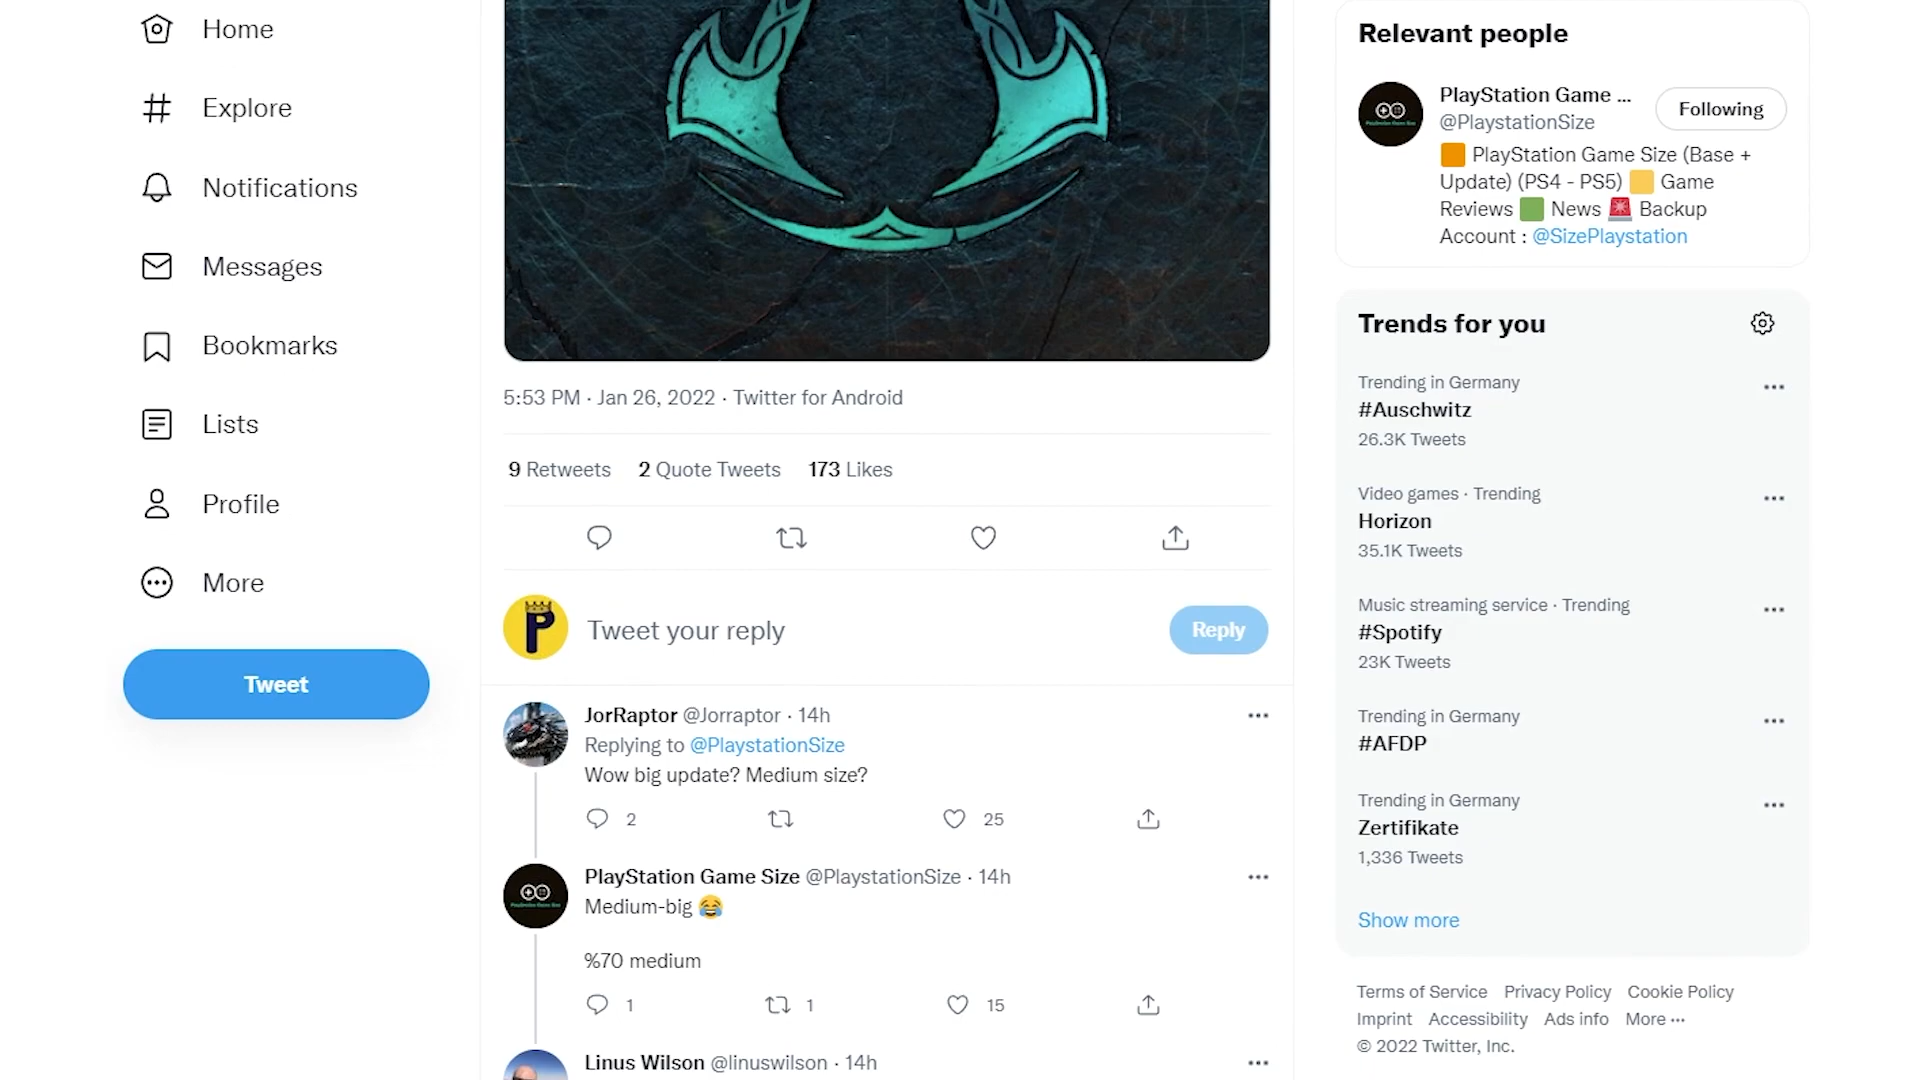 Home
Explore
Notifications
Messages
Bookmarks
Lists
Profile
More
Tweet
5:53 PM · Jan 26, 2022 · Twitter for Android
9 Retweets 2 Quote Tweets 173 Likes
Tweet your reply
Reply
JorRaptor @Jorraptor · 14h
Replying to @PlaystationSize
Wow big update? Medium size?
2 25
PlayStation Game Size @PlaystationSize · 14h
Medium-big 😂
%70 medium
1 1 15
Linus Wilson @linuswilson · 14h
Relevant people
PlayStation Game ...
Following
@PlaystationSize
🟧 PlayStation Game Size (Base +
Update) (PS4 - PS5) 🟨 Game
Reviews 🟩 News 🚨 Backup
Account : @SizePlaystation
Trends for you
Trending in Germany
#Auschwitz
26.3K Tweets
Video games · Trending
Horizon
35.1K Tweets
Music streaming service · Trending
#Spotify
23K Tweets
Trending in Germany
#AFDP
Trending in Germany
Zertifikate
1,336 Tweets
Show more
Terms of Service Privacy Policy Cookie Policy
Imprint Accessibility Ads info More ···
© 2022 Twitter, Inc.